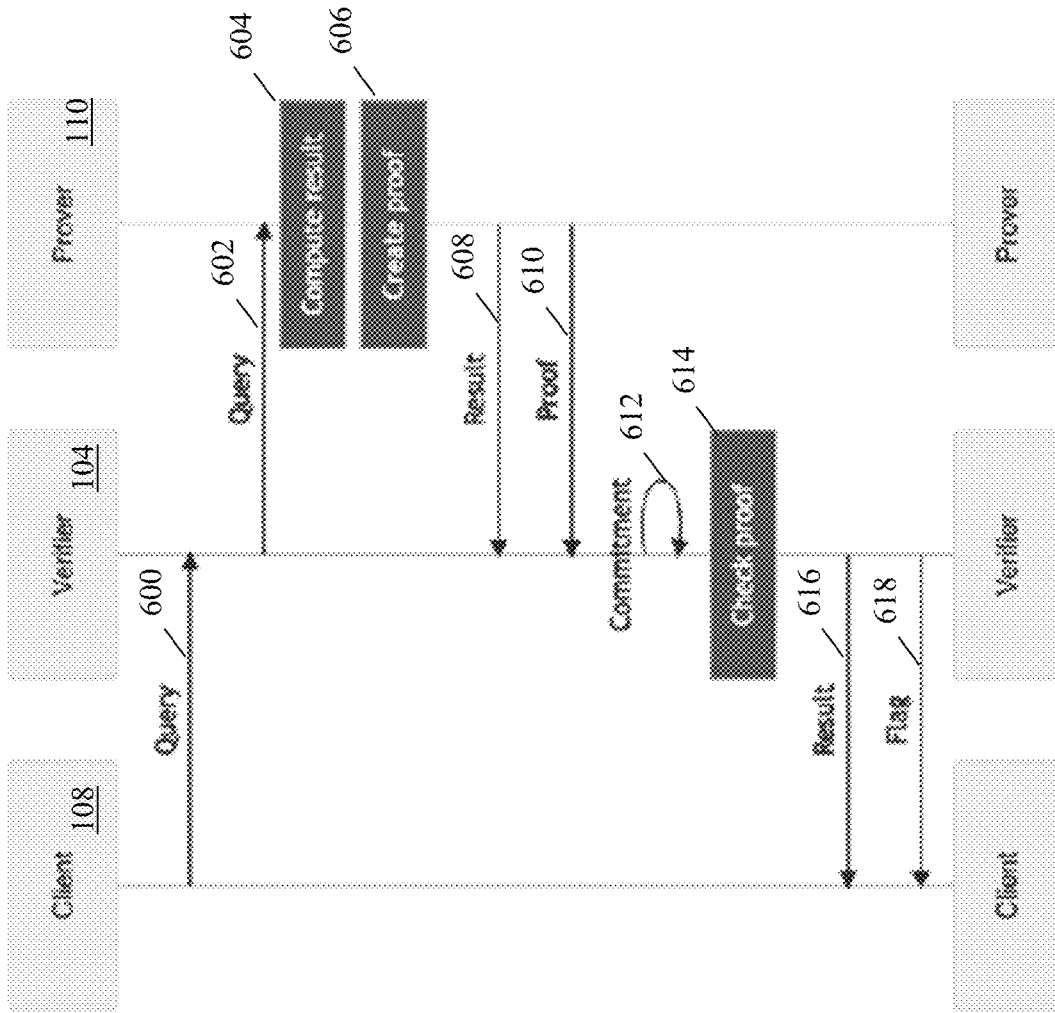 Client
108
Verifier
104
Prover
110
Query
600
Query
602
Compute result
604
Create proof
606
Result
608
Proof
610
Commitment
612
Check proof
614
Result
616
Flag
618
Client
Verifier
Prover